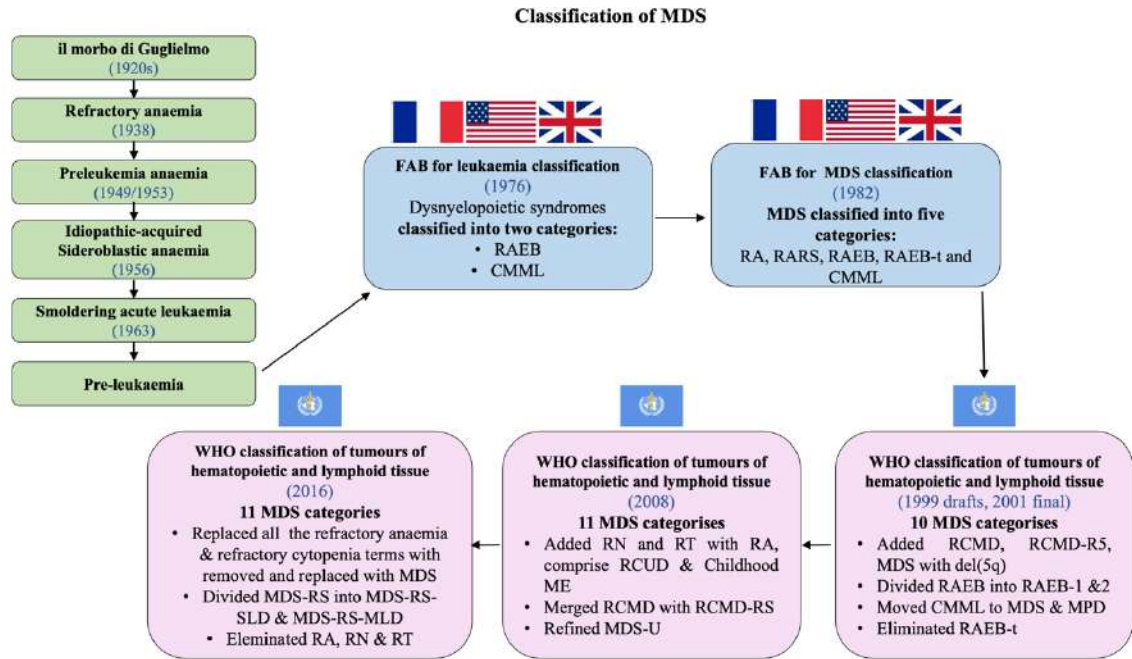 Classification of MDS
il morbo di Guglielmo
(1920s)
Refractory anaemia
(1938)
Preleukemia anaemia
(1949/1953)
Idiopathic-acquired
Sideroblastic anaemia
(1956)
Smoldering acute leukaemia
(1963)
Pre-leukaemia
FAB for leukaemia classification
(1976)
Dysnyelopoietic syndromes
classified into two categories:
• RAEB
• CMML
FAB for MDS classification
(1982)
MDS classified into five
categories:
RA, RARS, RAEB, RAEB-t and
CMML
WHO classification of tumours of
hematopoietic and lymphoid tissue
(2016)
11 MDS categories
• Replaced all the refractory anaemia
& refractory cytopenia terms with
removed and replaced with MDS
• Divided MDS-RS into MDS-RS-
SLD & MDS-RS-MLD
• Eleminated RA, RN & RT
WHO classification of tumours of
hematopoietic and lymphoid tissue
(2008)
11 MDS categorises
• Added RN and RT with RA,
comprise RCUD & Childhood
ME
• Merged RCMD with RCMD-RS
• Refined MDS-U
WHO classification of tumours of
hematopoietic and lymphoid tissue
(1999 drafts, 2001 final)
10 MDS categorises
• Added RCMD, RCMD-R5,
MDS with del(5q)
• Divided RAEB into RAEB-1 &2
• Moved CMML to MDS & MPD
• Eliminated RAEB-t